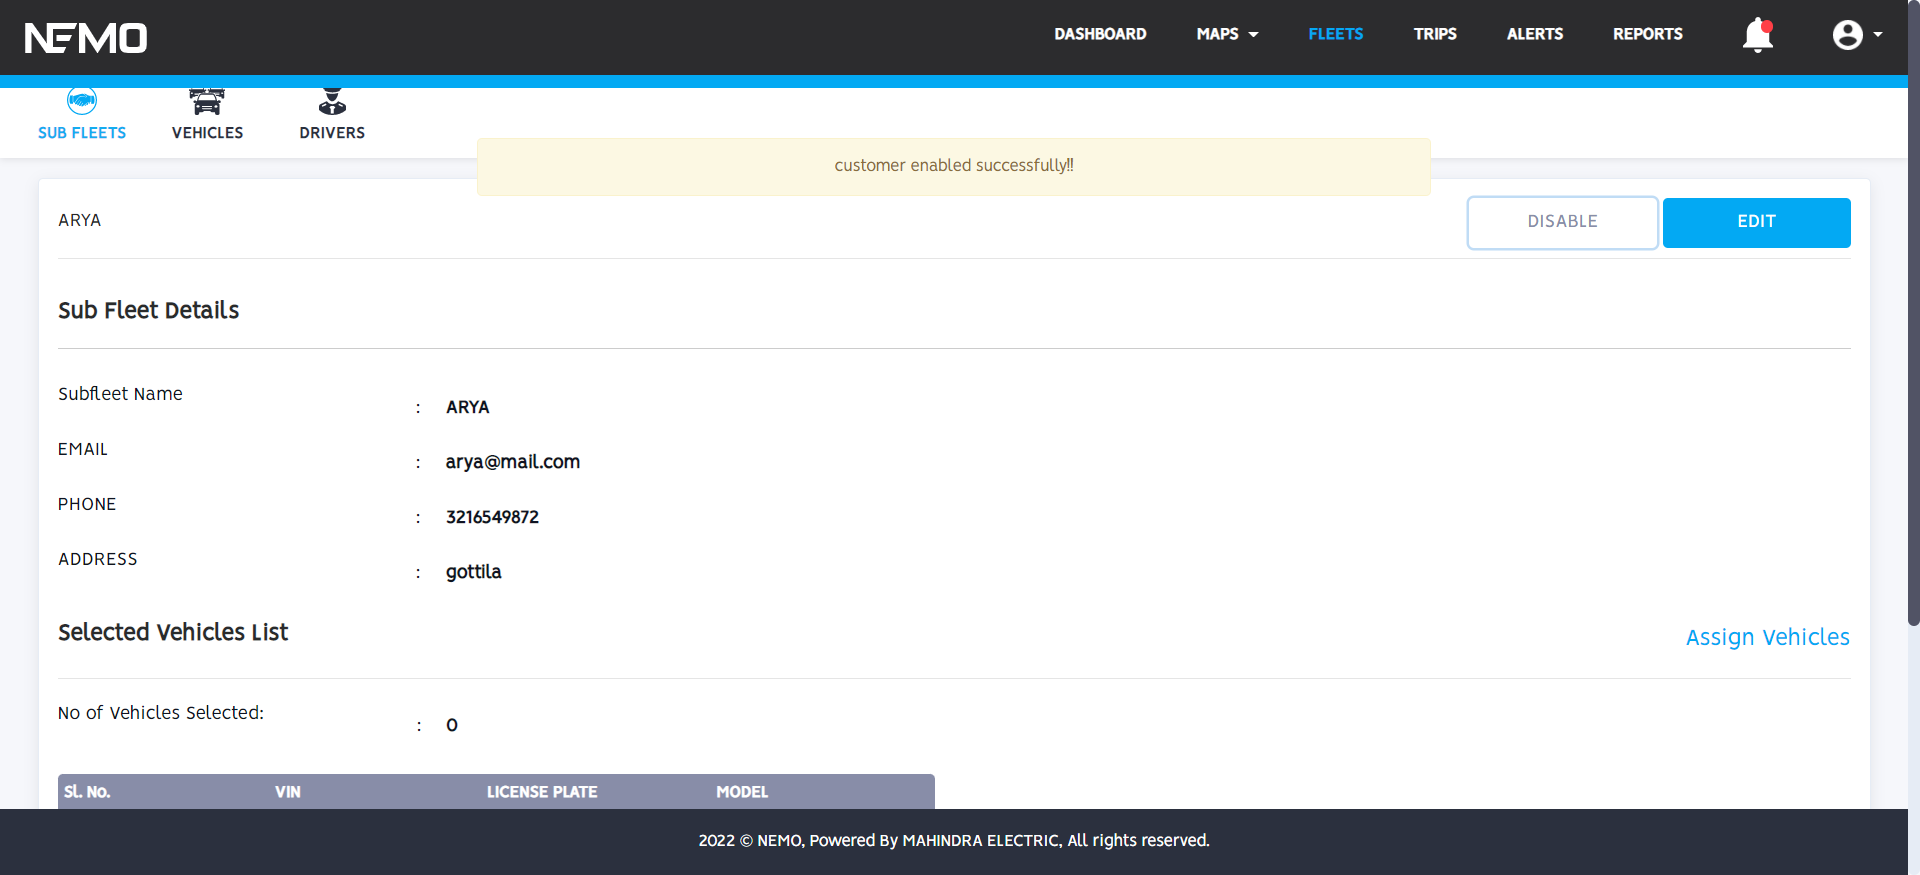 NEMO
DASHBOARD MAPS FLEETS TRIPS ALERTS REPORTS
SUB FLEETS VEHICLES DRIVERS
customer enabled successfully!!
ARYA
DISABLE EDIT
Sub Fleet Details
Subfleet Name : ARYA
EMAIL : arya@mail.com
PHONE : 3216549872
ADDRESS : gottila
Selected Vehicles List
Assign Vehicles
No of Vehicles Selected: : 0
Sl. No. VIN LICENSE PLATE MODEL
2022 © NEMO, Powered By MAHINDRA ELECTRIC, All rights reserved.